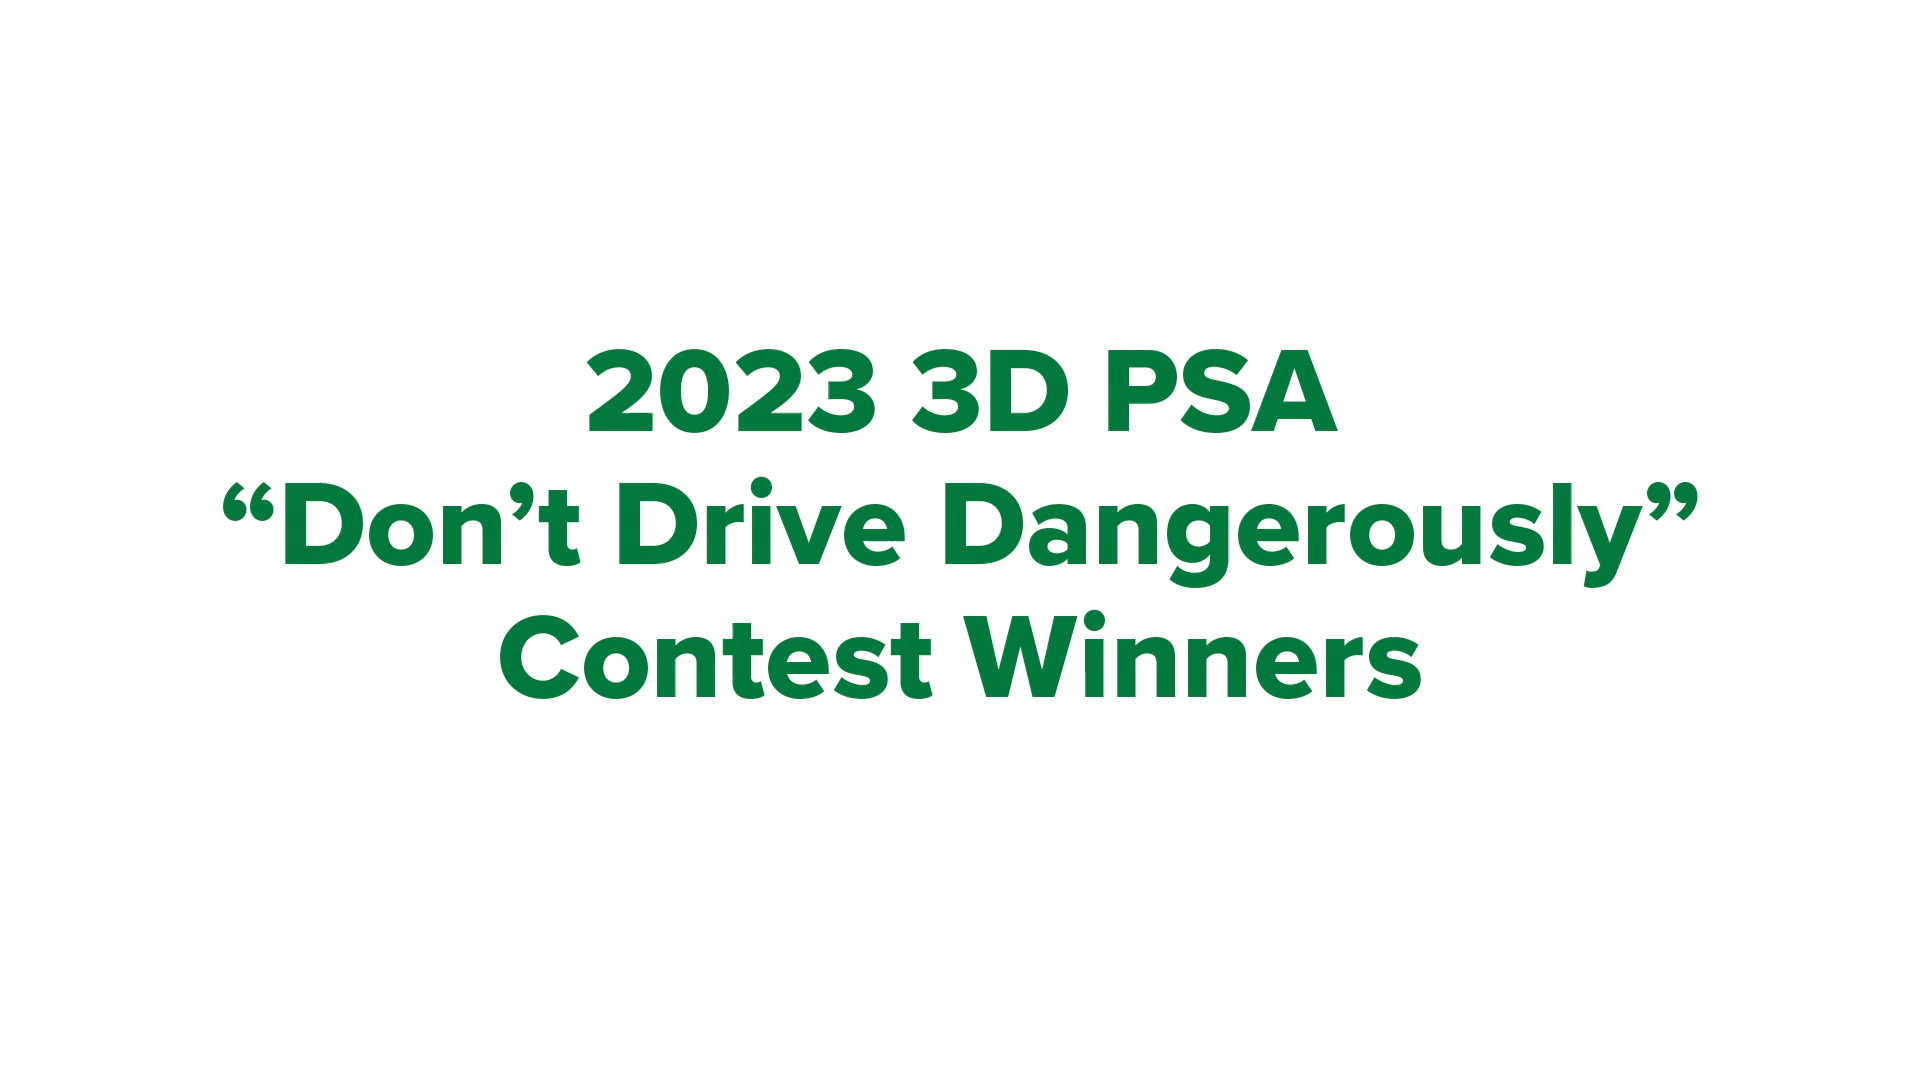 2023 3D PSA
“Don’t Drive Dangerously”
Contest Winners